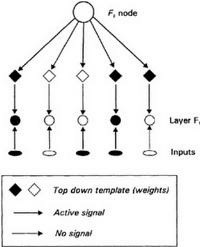 F₂ node
Layer F₁
Inputs
Top down template (weights)
Active signal
No signal